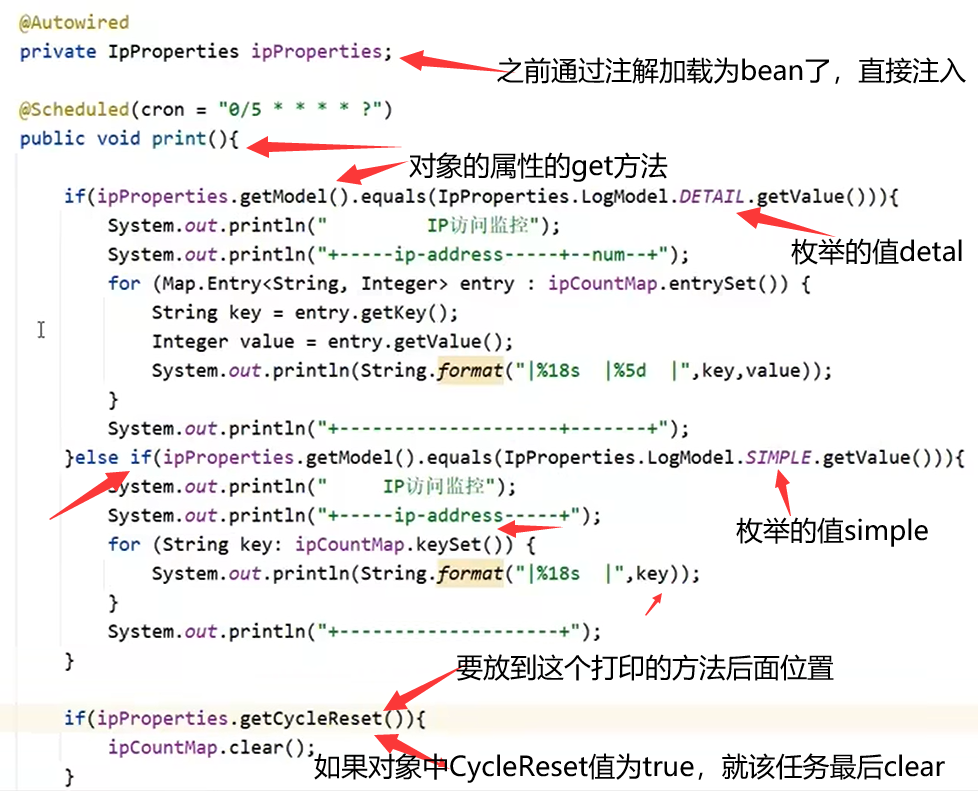 @Autowired
private IpProperties ipProperties;
之前通过注解加载为bean了，直接注入
@Scheduled(cron = "0/5 * * * * ?")
public void print(){
对象的属性的get方法
if(ipProperties.getModel().equals(IpProperties.LogModel.DETAIL.getValue())){
System.out.println("         IP访问监控");
枚举的值detal
System.out.println("+-----ip-address-----+--num--+");
for (Map.Entry<String, Integer> entry : ipCountMap.entrySet()) {
String key = entry.getKey();
Integer value = entry.getValue();
System.out.println(String.format("|%18s  |%5d  |",key,value));
}
System.out.println("+--------------------+-------+");
}else if(ipProperties.getModel().equals(IpProperties.LogModel.SIMPLE.getValue())){
System.out.println("     IP访问监控");
System.out.println("+-----ip-address-----+");
枚举的值simple
for (String key: ipCountMap.keySet()) {
System.out.println(String.format("|%18s  |",key));
}
System.out.println("+--------------------+");
}
要放到这个打印的方法后面位置
if(ipProperties.getCycleReset()){
ipCountMap.clear();
如果对象中CycleReset值为true，就该任务最后clear
}